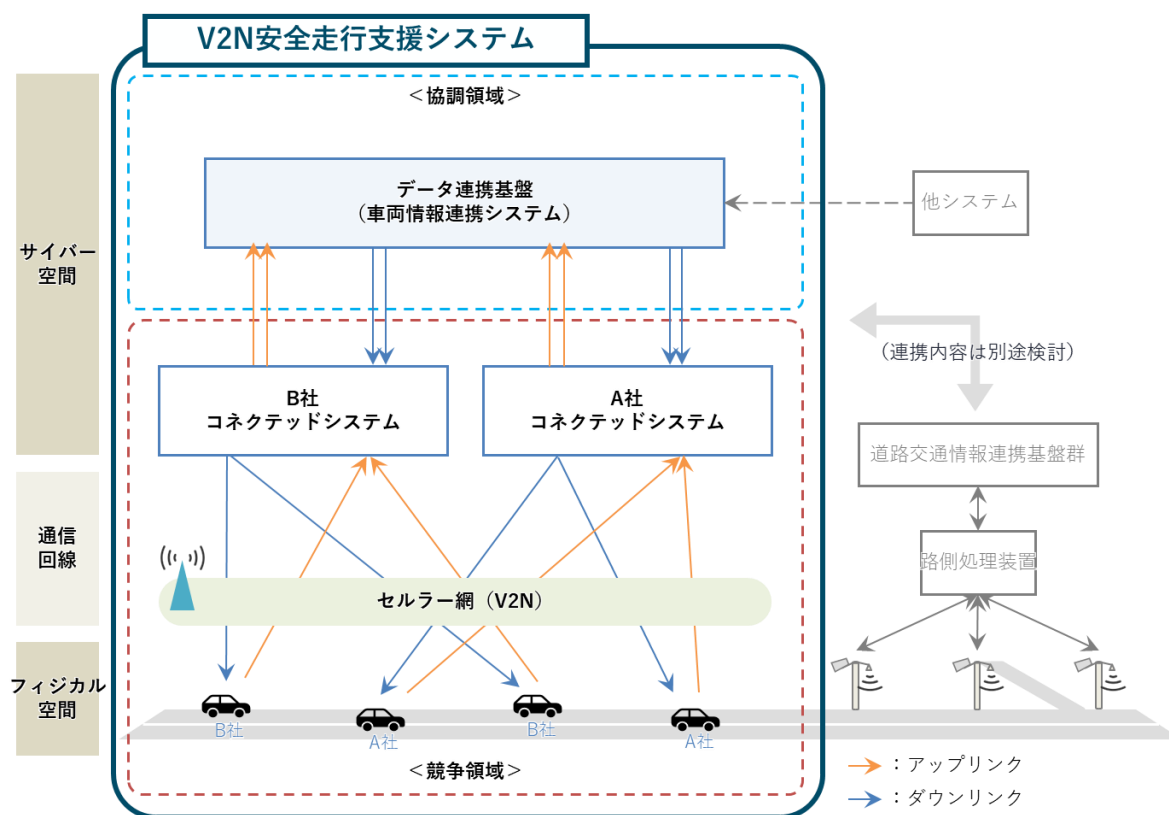 V2N安全走行支援システム
＜協調領域＞
データ連携基盤
（車両情報連携システム）
他システム
サイバー
空間
（連携内容は別途検討）
B社
コネクテッドシステム
A社
コネクテッドシステム
道路交通情報連携基盤群
通信
回線
路側処理装置
セルラー網（V2N）
フィジカル
空間
B社
A社
B社
A社
＜競争領域＞
：アップリンク
：ダウンリンク